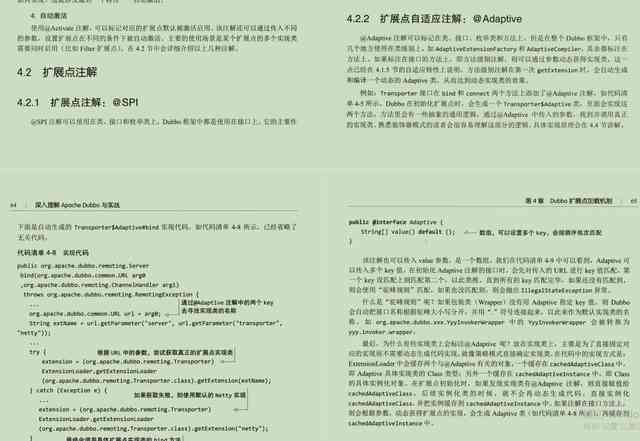 4. 自动激活
使用@Activate 注解，可以标记对应的扩展点默认被激活启用。该注解还可以通过传入不同
的参数，设置扩展点在不同的条件下被自动激活。主要的使用场景是某个扩展点的多个实现类
需要同时启用（比如 Filter 扩展点）。在 4.2 节中会详细介绍以上几种注解。
4.2 扩展点注解
4.2.1 扩展点注解：@SPI
@SPI 注解可以使用在类、接口和枚举类上，Dubbo 框架中都是使用在接口上。它的主要作
4.2.2 扩展点自适应注解：@Adaptive
@Adaptive 注解可以标记在类、接口、枚举类和方法上，但是在整个 Dubbo 框架中，只有
几个地方使用在类级别上，如 AdaptiveExtensionFactory 和 AdaptiveCompiler，其余都标注在
方法上。如果标注在接口的方法上，即方法级别注解，则可以通过参数动态获得实现类，这一
点已经在 4.1.5 节的自适应特性上说明。方法级别注解在第一次 getExtension 时，会自动生成
和编译一个动态的 Adaptive 类，从而达到动态实现类的效果。
例如：Transporter 接口在 bind 和 connect 两个方法上添加了@Adaptive 注解，如代码清
单 4-8 所示。Dubbo 在初始化扩展点时，会生成一个 Transporter$Adaptive 类，里面会实现这
两个方法，方法里会有一些抽象的通用逻辑，通过@Adaptive 中传入的参数，找到并调用真正
的实现类。熟悉装饰器模式的读者会很容易理解这部分的逻辑。具体实现原理会在 4.4 节讲解。
64 深入理解 Apache Dubbo 与实战
下面是自动生成的 Transporter$Adaptive#bind 实现代码，如代码清单 4-8 所示，已经省略了
无关代码。
代码清单 4-8 实现代码
public org.apache.dubbo.remoting.Server
bind(org.apache.dubbo.common.URL arg0
,org.apache.dubbo.remoting.ChannelHandler arg1)
throws org.apache.dubbo.remoting.RemotingException {
...
通过@Adaptive 注解中的两个 key
org.apache.dubbo.common.URL url = arg0;
去寻找实现类的名称
String extName = url.getParameter("server", url.getParameter("transporter",
"netty"));
...
try {
根据 URL 中的参数，尝试获取真正的扩展点实现类
extension = (org.apache.dubbo.remoting.Transporter)
ExtensionLoader.getExtensionLoader
(org.apache.dubbo.remoting.Transporter.class).getExtension(extName);
} catch (Exception e) {
如果获取失败，则使用默认的 Netty 实现
...
extension = (org.apache.dubbo.remoting.Transporter)
ExtensionLoader.getExtensionLoader
(org.apache.dubbo.remoting.Transporter.class).getExtension("netty");
第 4 章 Dubbo 扩展点加载机制 65
public @interface Adaptive {
String[] value() default {}; 数组，可以设置多个 key，会按顺序依次匹配
}
该注解也可以传入 value 参数，是一个数组。我们在代码清单 4-9 中可以看到，Adaptive 可
以传入多个 key 值，在初始化 Adaptive 注解的接口时，会先对传入的 URL 进行 key 值匹配，第
一个 key 没匹配上则匹配第二个，以此类推。直到所有的 key 匹配完毕，如果还没有匹配到，
则会使用“驼峰规则”匹配，如果也没匹配到，则会抛出 IllegalStateException 异常。
什么是“驼峰规则”呢？如果包装类（Wrapper）没有用 Adaptive 指定 key 值，则 Dubbo
会自动把接口名称根据驼峰大小写分开，并用“.”符号连接起来，以此来作为默认实现类的名
称，如 org.apache.dubbo.xxx.YyyInvokerWrapper 中的 YyyInvokerWrapper 会被转换为
yyy.invoker.wrapper。
最后，为什么有些实现类上会标注@Adaptive 呢？放在实现类上，主要是为了直接固定对
应的实现而不需要动态生成代码实现，就像策略模式直接确定实现类。在代码中的实现方式是：
ExtensionLoader 中会缓存两个与@Adaptive 有关的对象，一个缓存在 cachedAdaptiveClass 中，
即 Adaptive 具体实现类的 Class 类型；另外一个缓存在 cachedAdaptiveInstance 中，即 Class
的具体实例化对象。在扩展点初始化时，如果发现实现类有@Adaptive 注解，则直接赋值给
cachedAdaptiveClass，后续实例化类的时候，就不会再动态生成代码，直接实例化
cachedAdaptiveClass，并把实例缓存到 cachedAdaptiveInstance 中。如果注解在接口方法上，
则会根据参数，动态获得扩展点的实现，会生成 Adaptive 类（如代码清单 4-8 所示），再缓存到
cachedAdaptiveInstance 中。